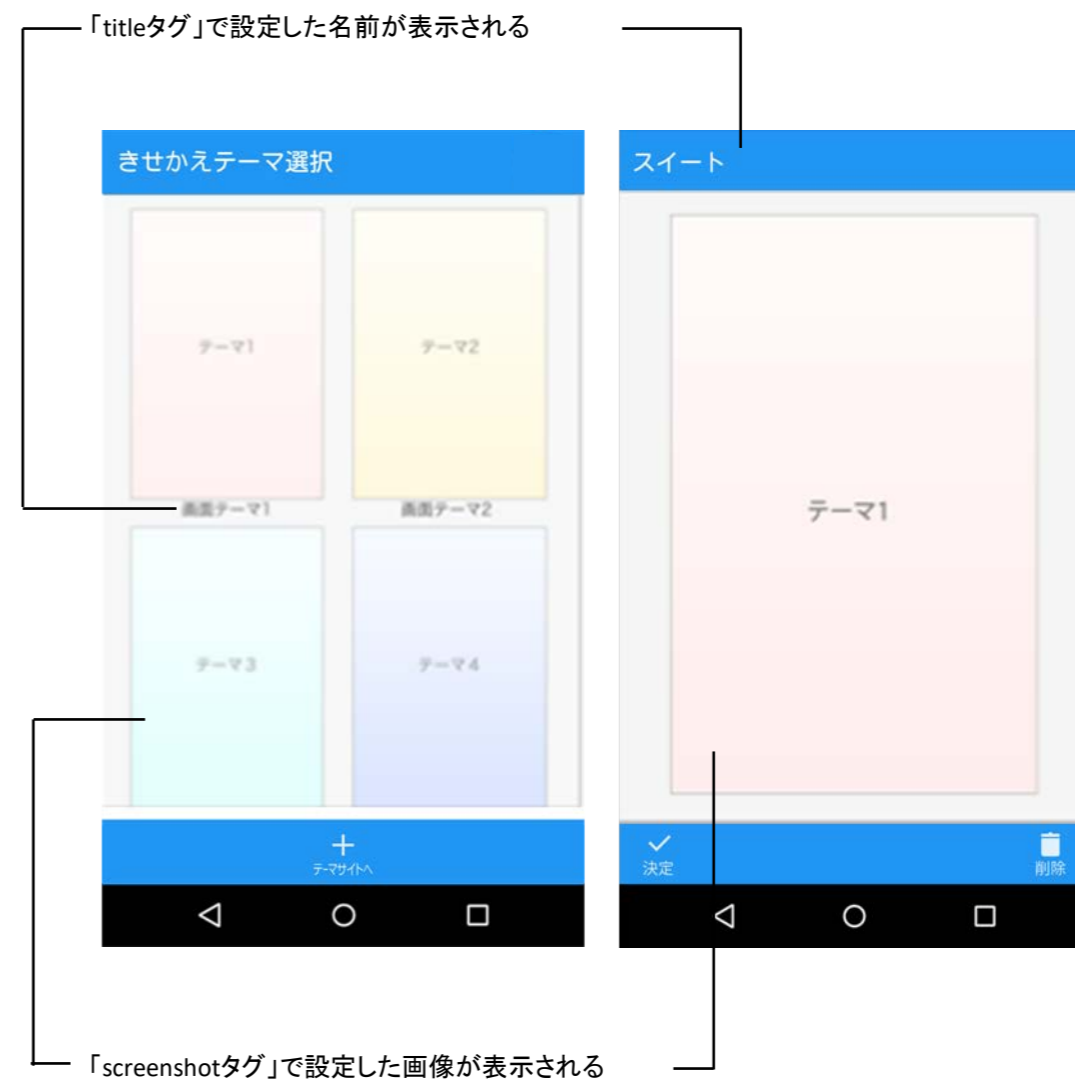 「titleタグ」で設定した名前が表示される
きせかえテーマ選択
テーマ1
テーマ2
画面テーマ1
画面テーマ2
テーマ3
テーマ4
テーマサイトへ
スイート
テーマ1
決定
削除
「screenshotタグ」で設定した画像が表示される